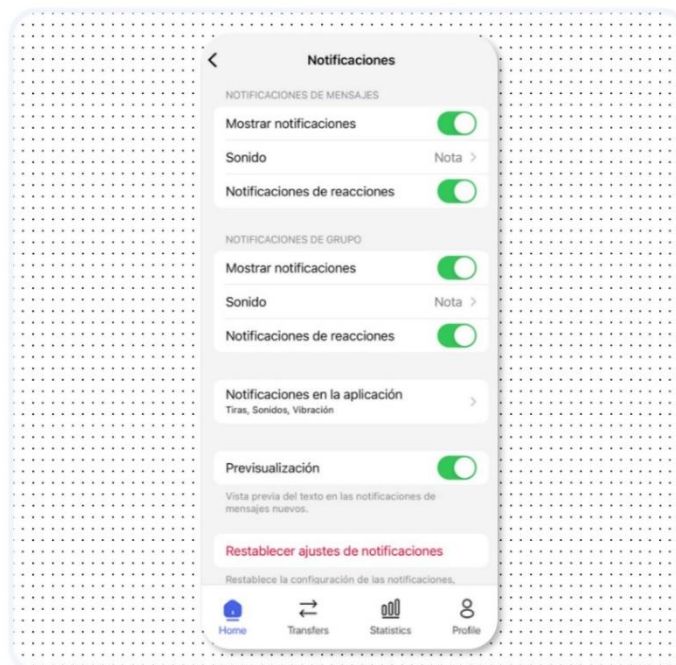 Notificaciones
NOTIFICACIONES DE MENSAJES
Mostrar notificaciones
Sonido Nota
Notificaciones de reacciones
NOTIFICACIONES DE GRUPO
Mostrar notificaciones
Sonido Nota
Notificaciones de reacciones
Notificaciones en la aplicación
Tiras, Sonidos, Vibración
Previsualización
Vista previa del texto en las notificaciones de
mensajes nuevos.
Restablecer ajustes de notificaciones
Restablece la configuración de las notificaciones,
Home Transfers Statistics Profile